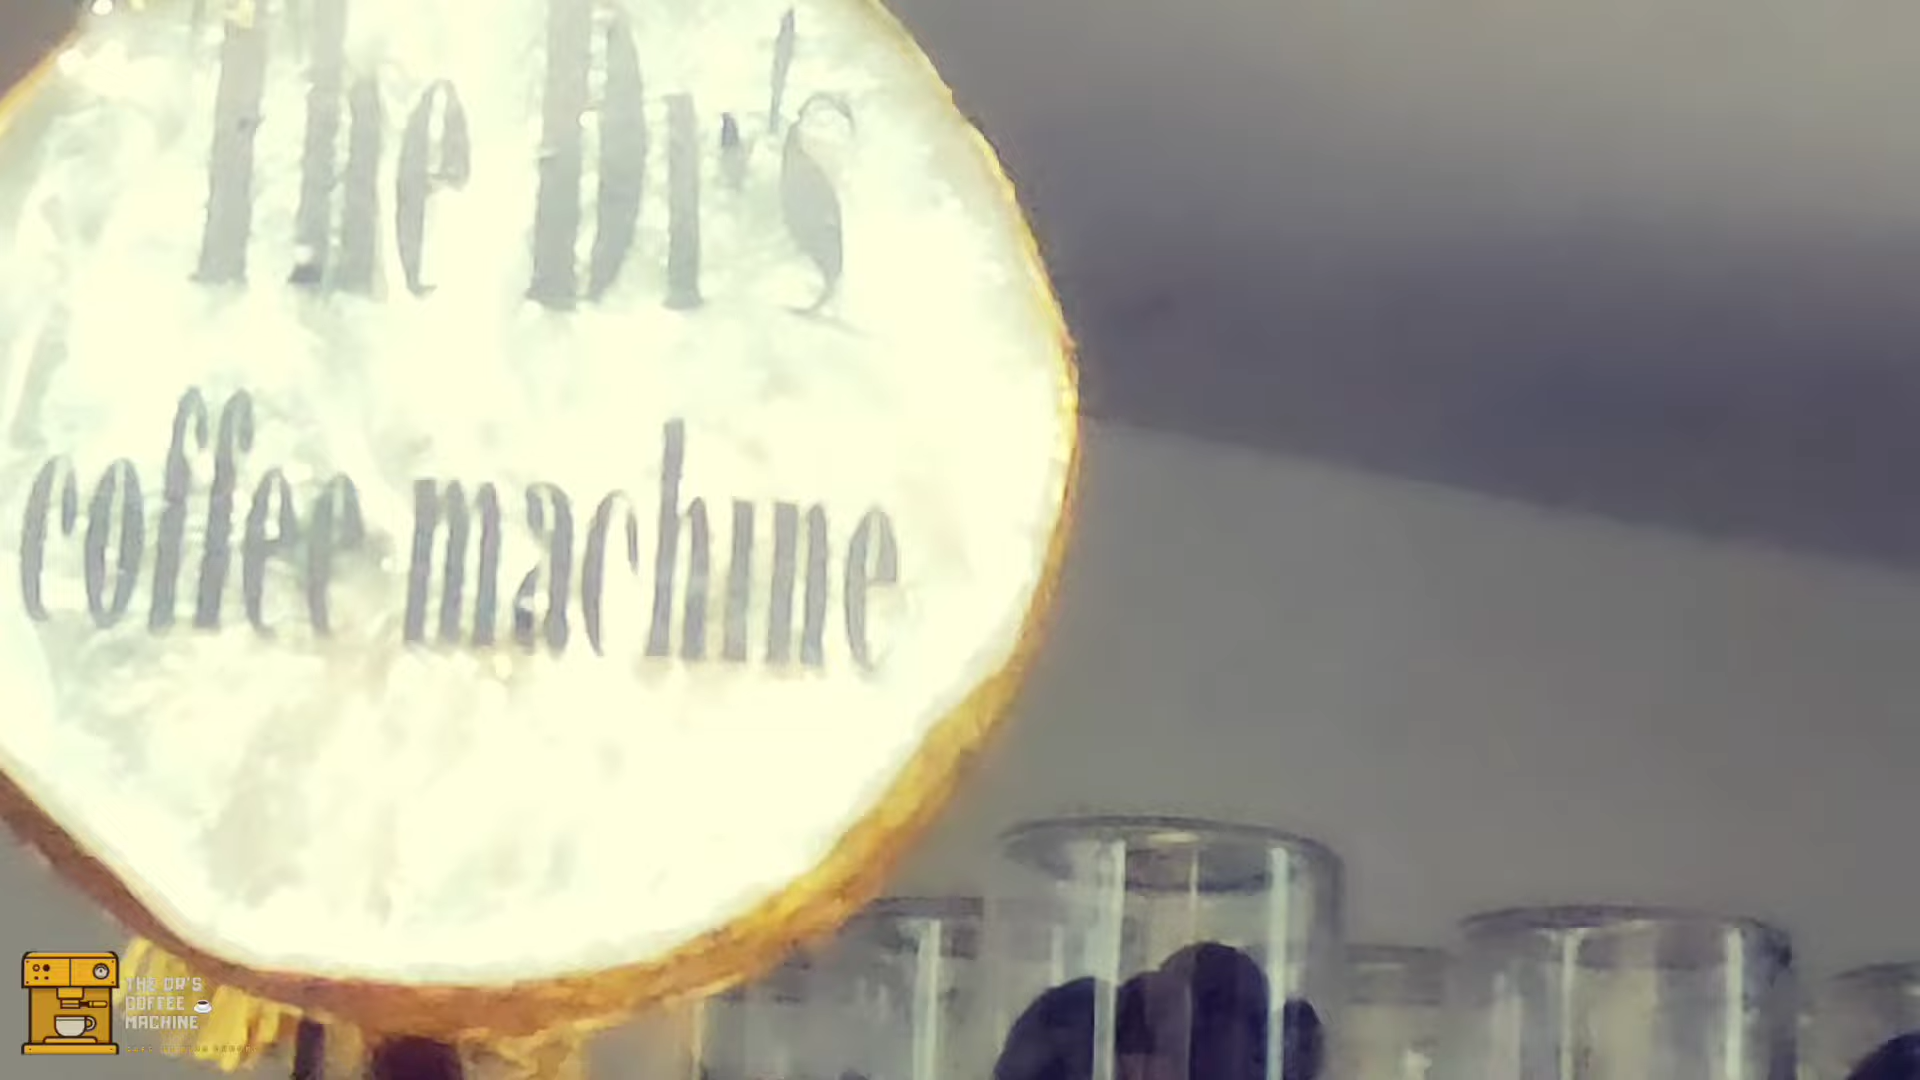 The Dr's
coffee machine
THE DR'S
COFFEE
MACHINE